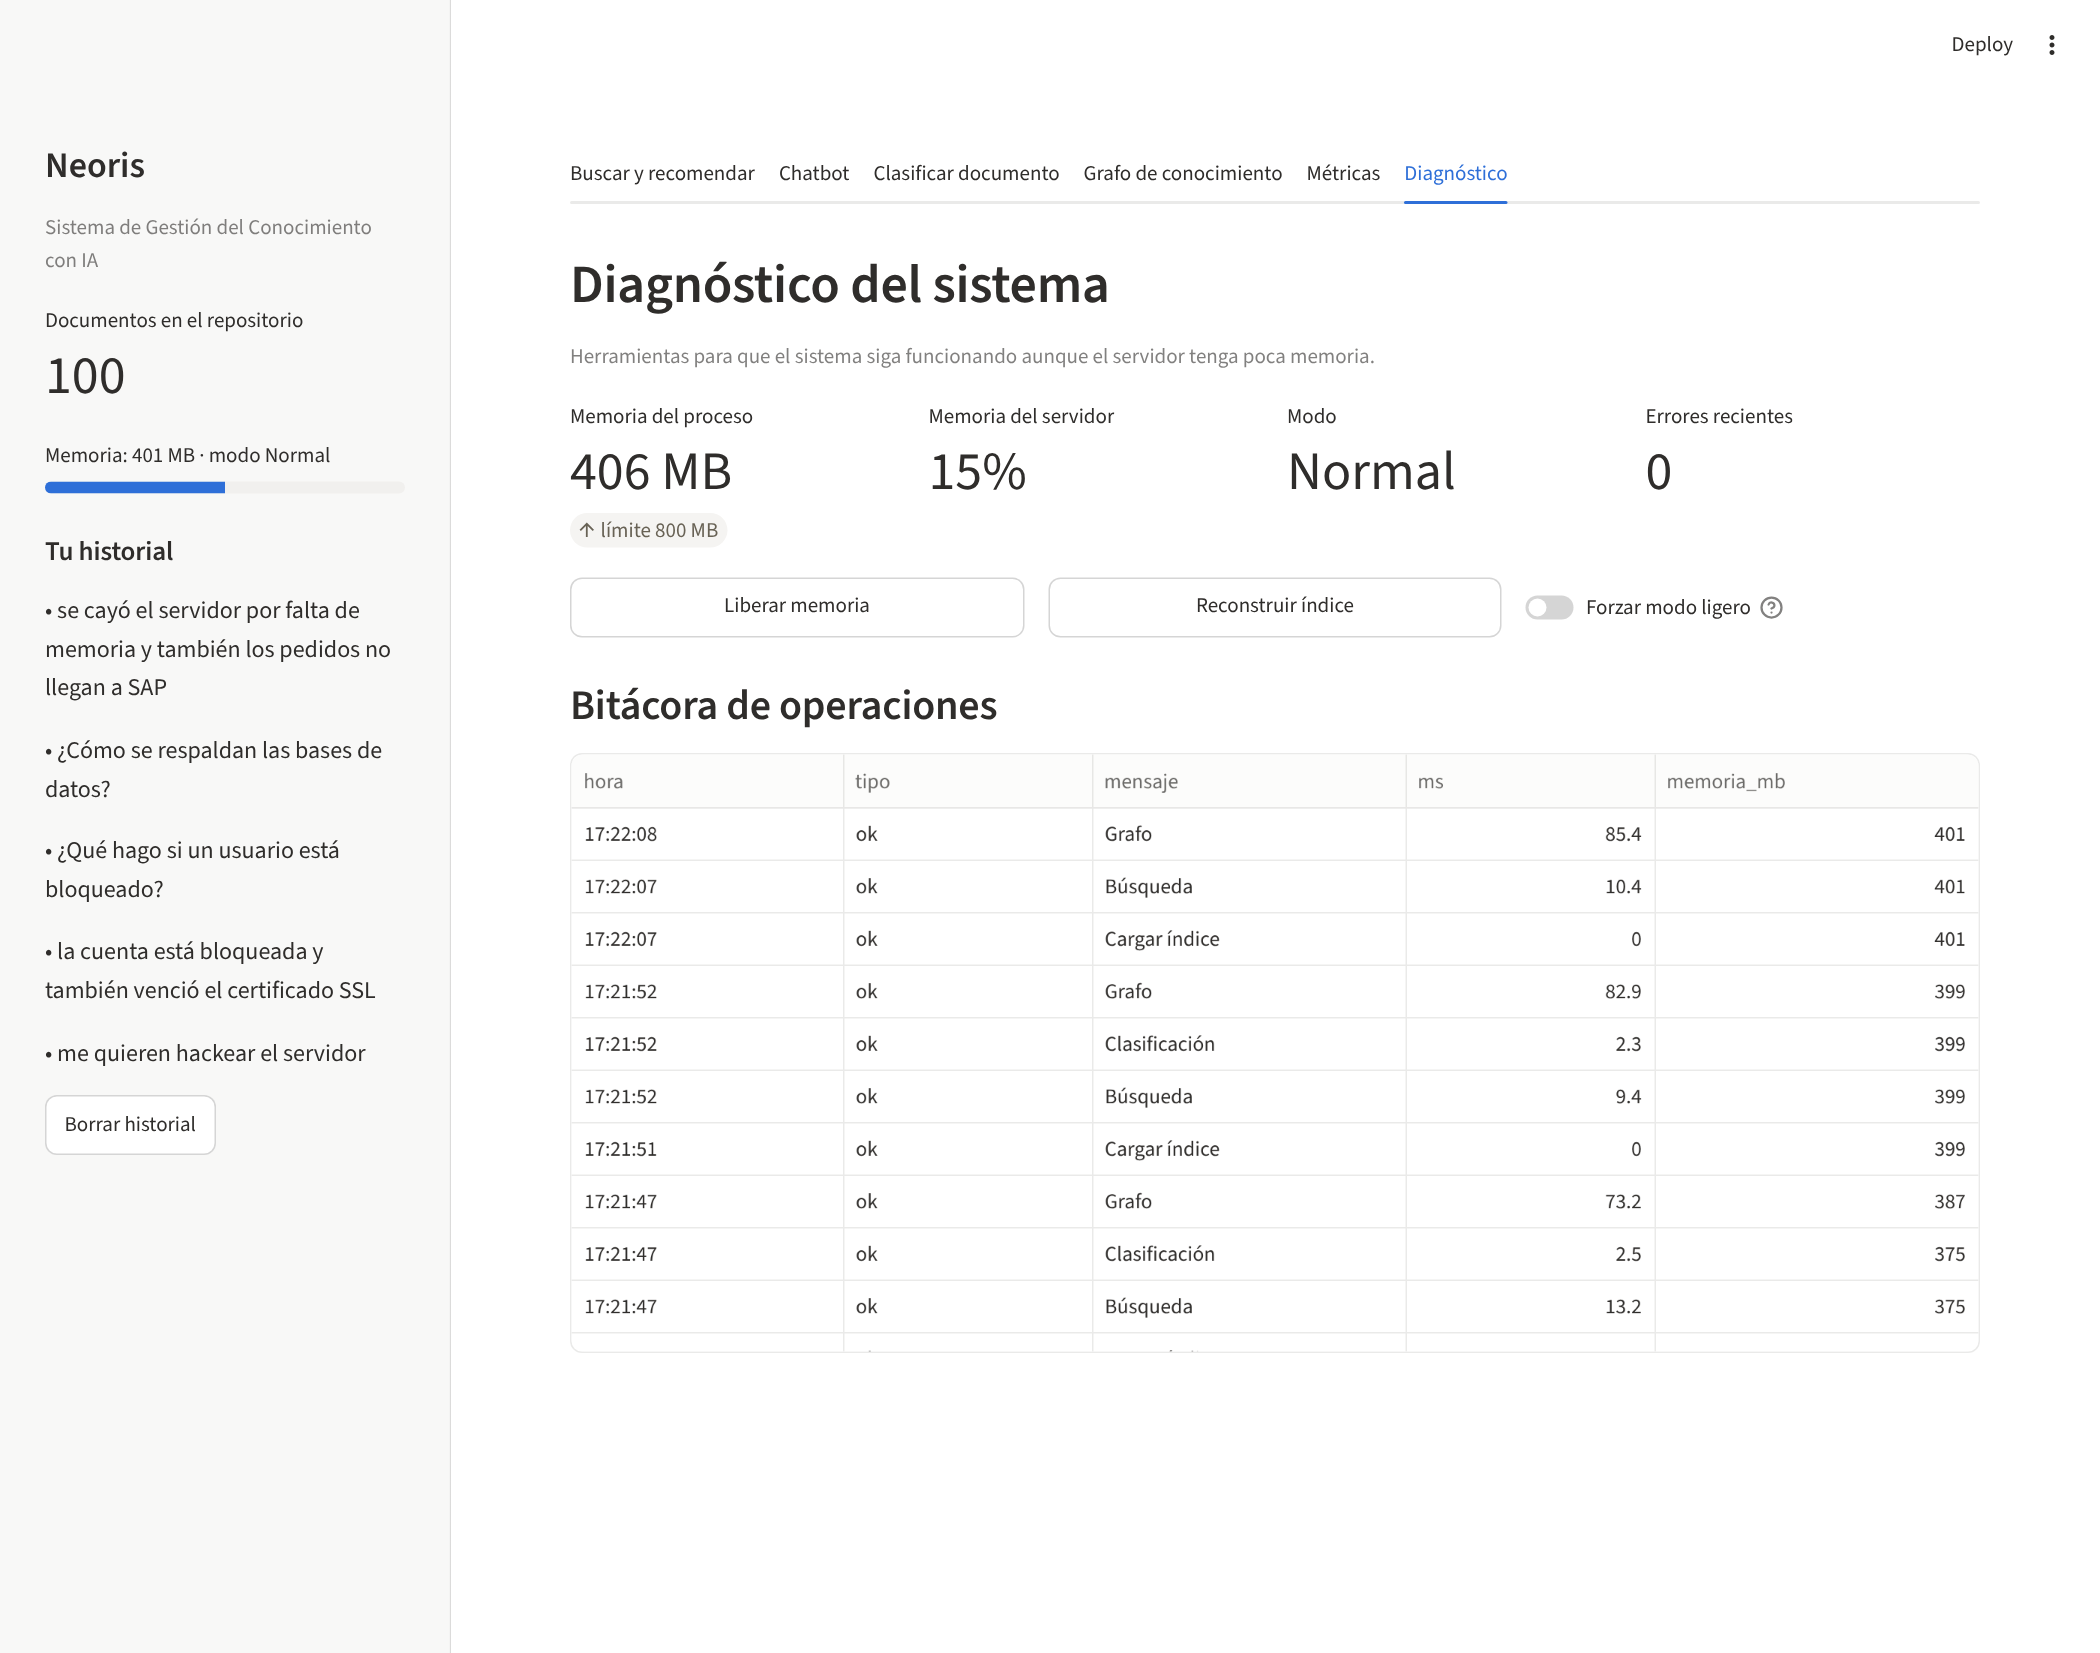 Deploy
Neoris
Sistema de Gestión del Conocimiento
con IA
Documentos en el repositorio
100
Memoria: 401 MB · modo Normal
Tu historial
• se cayó el servidor por falta de
memoria y también los pedidos no
llegan a SAP
• ¿Cómo se respaldan las bases de
datos?
• ¿Qué hago si un usuario está
bloqueado?
• la cuenta está bloqueada y
también venció el certificado SSL
• me quieren hackear el servidor
Borrar historial
Buscar y recomendar Chatbot Clasificar documento Grafo de conocimiento Métricas Diagnóstico
Diagnóstico del sistema
Herramientas para que el sistema siga funcionando aunque el servidor tenga poca memoria.
Memoria del proceso Memoria del servidor Modo Errores recientes
406 MB 15% Normal 0
↑ límite 800 MB
Liberar memoria Reconstruir índice Forzar modo ligero ?
Bitácora de operaciones
hora tipo mensaje ms memoria_mb
17:22:08 ok Grafo 85.4 401
17:22:07 ok Búsqueda 10.4 401
17:22:07 ok Cargar índice 0 401
17:21:52 ok Grafo 82.9 399
17:21:52 ok Clasificación 2.3 399
17:21:52 ok Búsqueda 9.4 399
17:21:51 ok Cargar índice 0 399
17:21:47 ok Grafo 73.2 387
17:21:47 ok Clasificación 2.5 375
17:21:47 ok Búsqueda 13.2 375